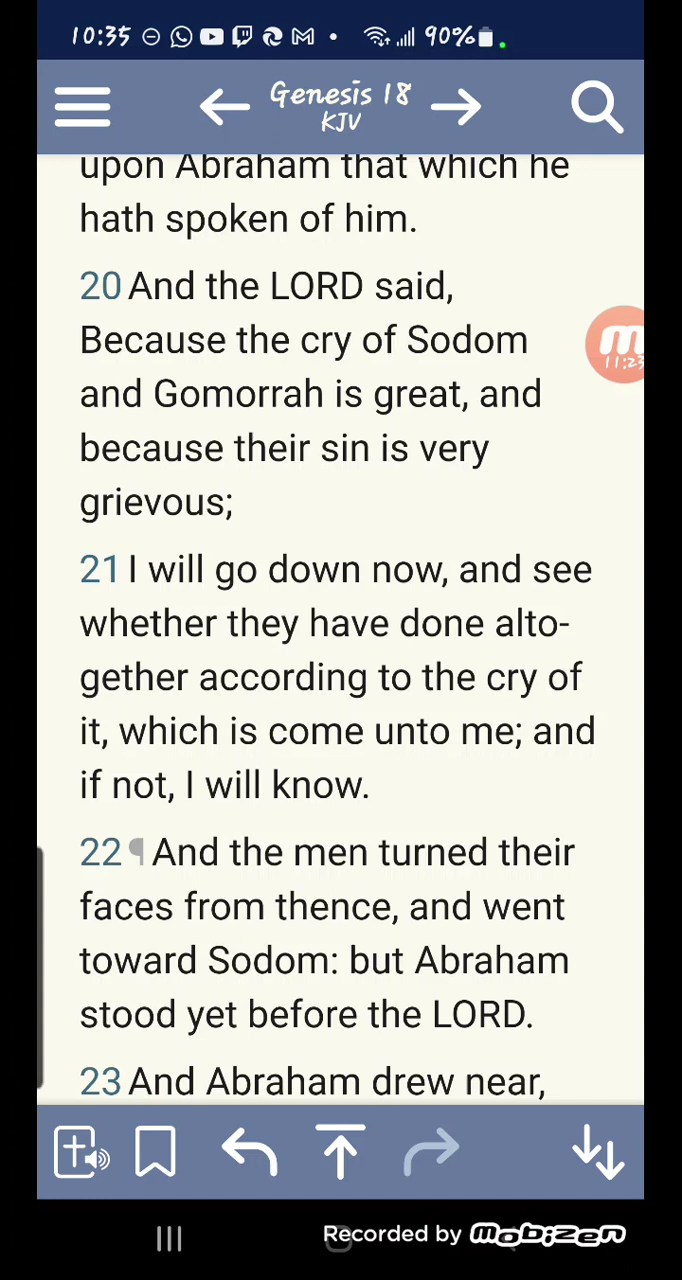 10:35 90%
Genesis 18
KJV
upon Abraham that which he
hath spoken of him.
20 And the LORD said,
Because the cry of Sodom
and Gomorrah is great, and
because their sin is very
grievous;
11:23
21 I will go down now, and see
whether they have done alto-
gether according to the cry of
it, which is come unto me; and
if not, I will know.
22 ¶ And the men turned their
faces from thence, and went
toward Sodom: but Abraham
stood yet before the LORD.
23 And Abraham drew near,
Recorded by mobizen